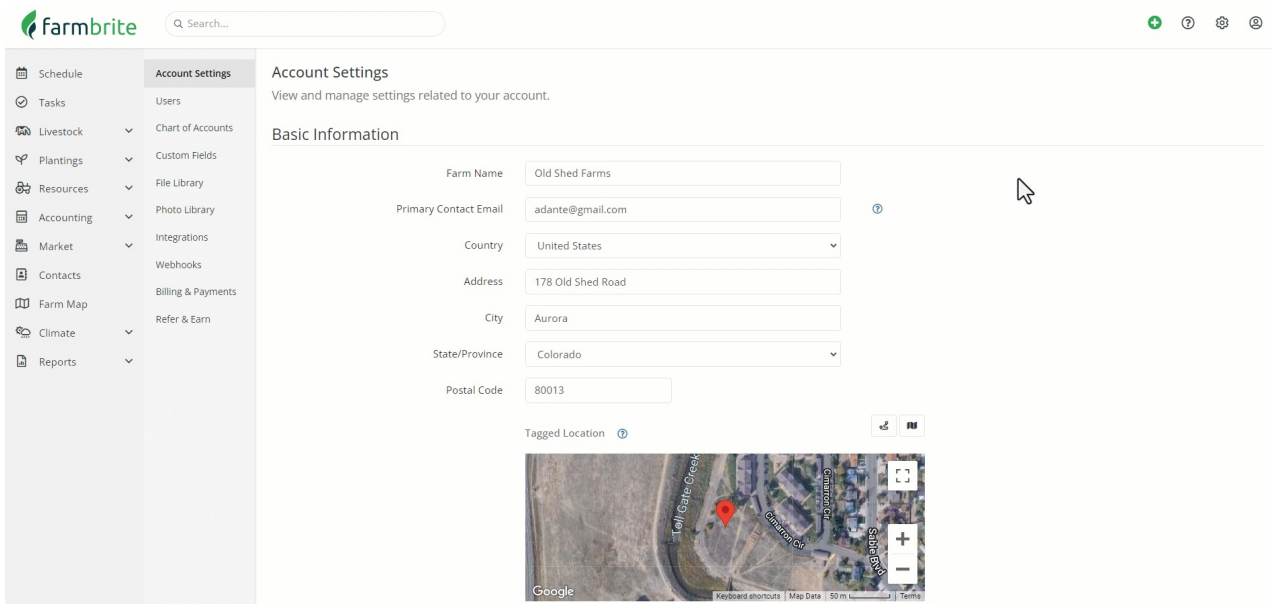 farmbrite
Search...
Schedule
Tasks
Livestock
Plantings
Resources
Accounting
Market
Contacts
Farm Map
Climate
Reports
Account Settings
Users
Chart of Accounts
Custom Fields
File Library
Photo Library
Integrations
Webhooks
Billing & Payments
Refer & Earn
Account Settings
View and manage settings related to your account.
Basic Information
Farm Name
Old Shed Farms
Primary Contact Email
adante@gmail.com
Country
United States
Address
178 Old Shed Road
City
Aurora
State/Province
Colorado
Postal Code
80013
Tagged Location
Toll Gate Creek
Cimarron Cir
Cimarron Cir
Sable Blvd
Google
Keyboard shortcuts
Map Data
50 m
Terms